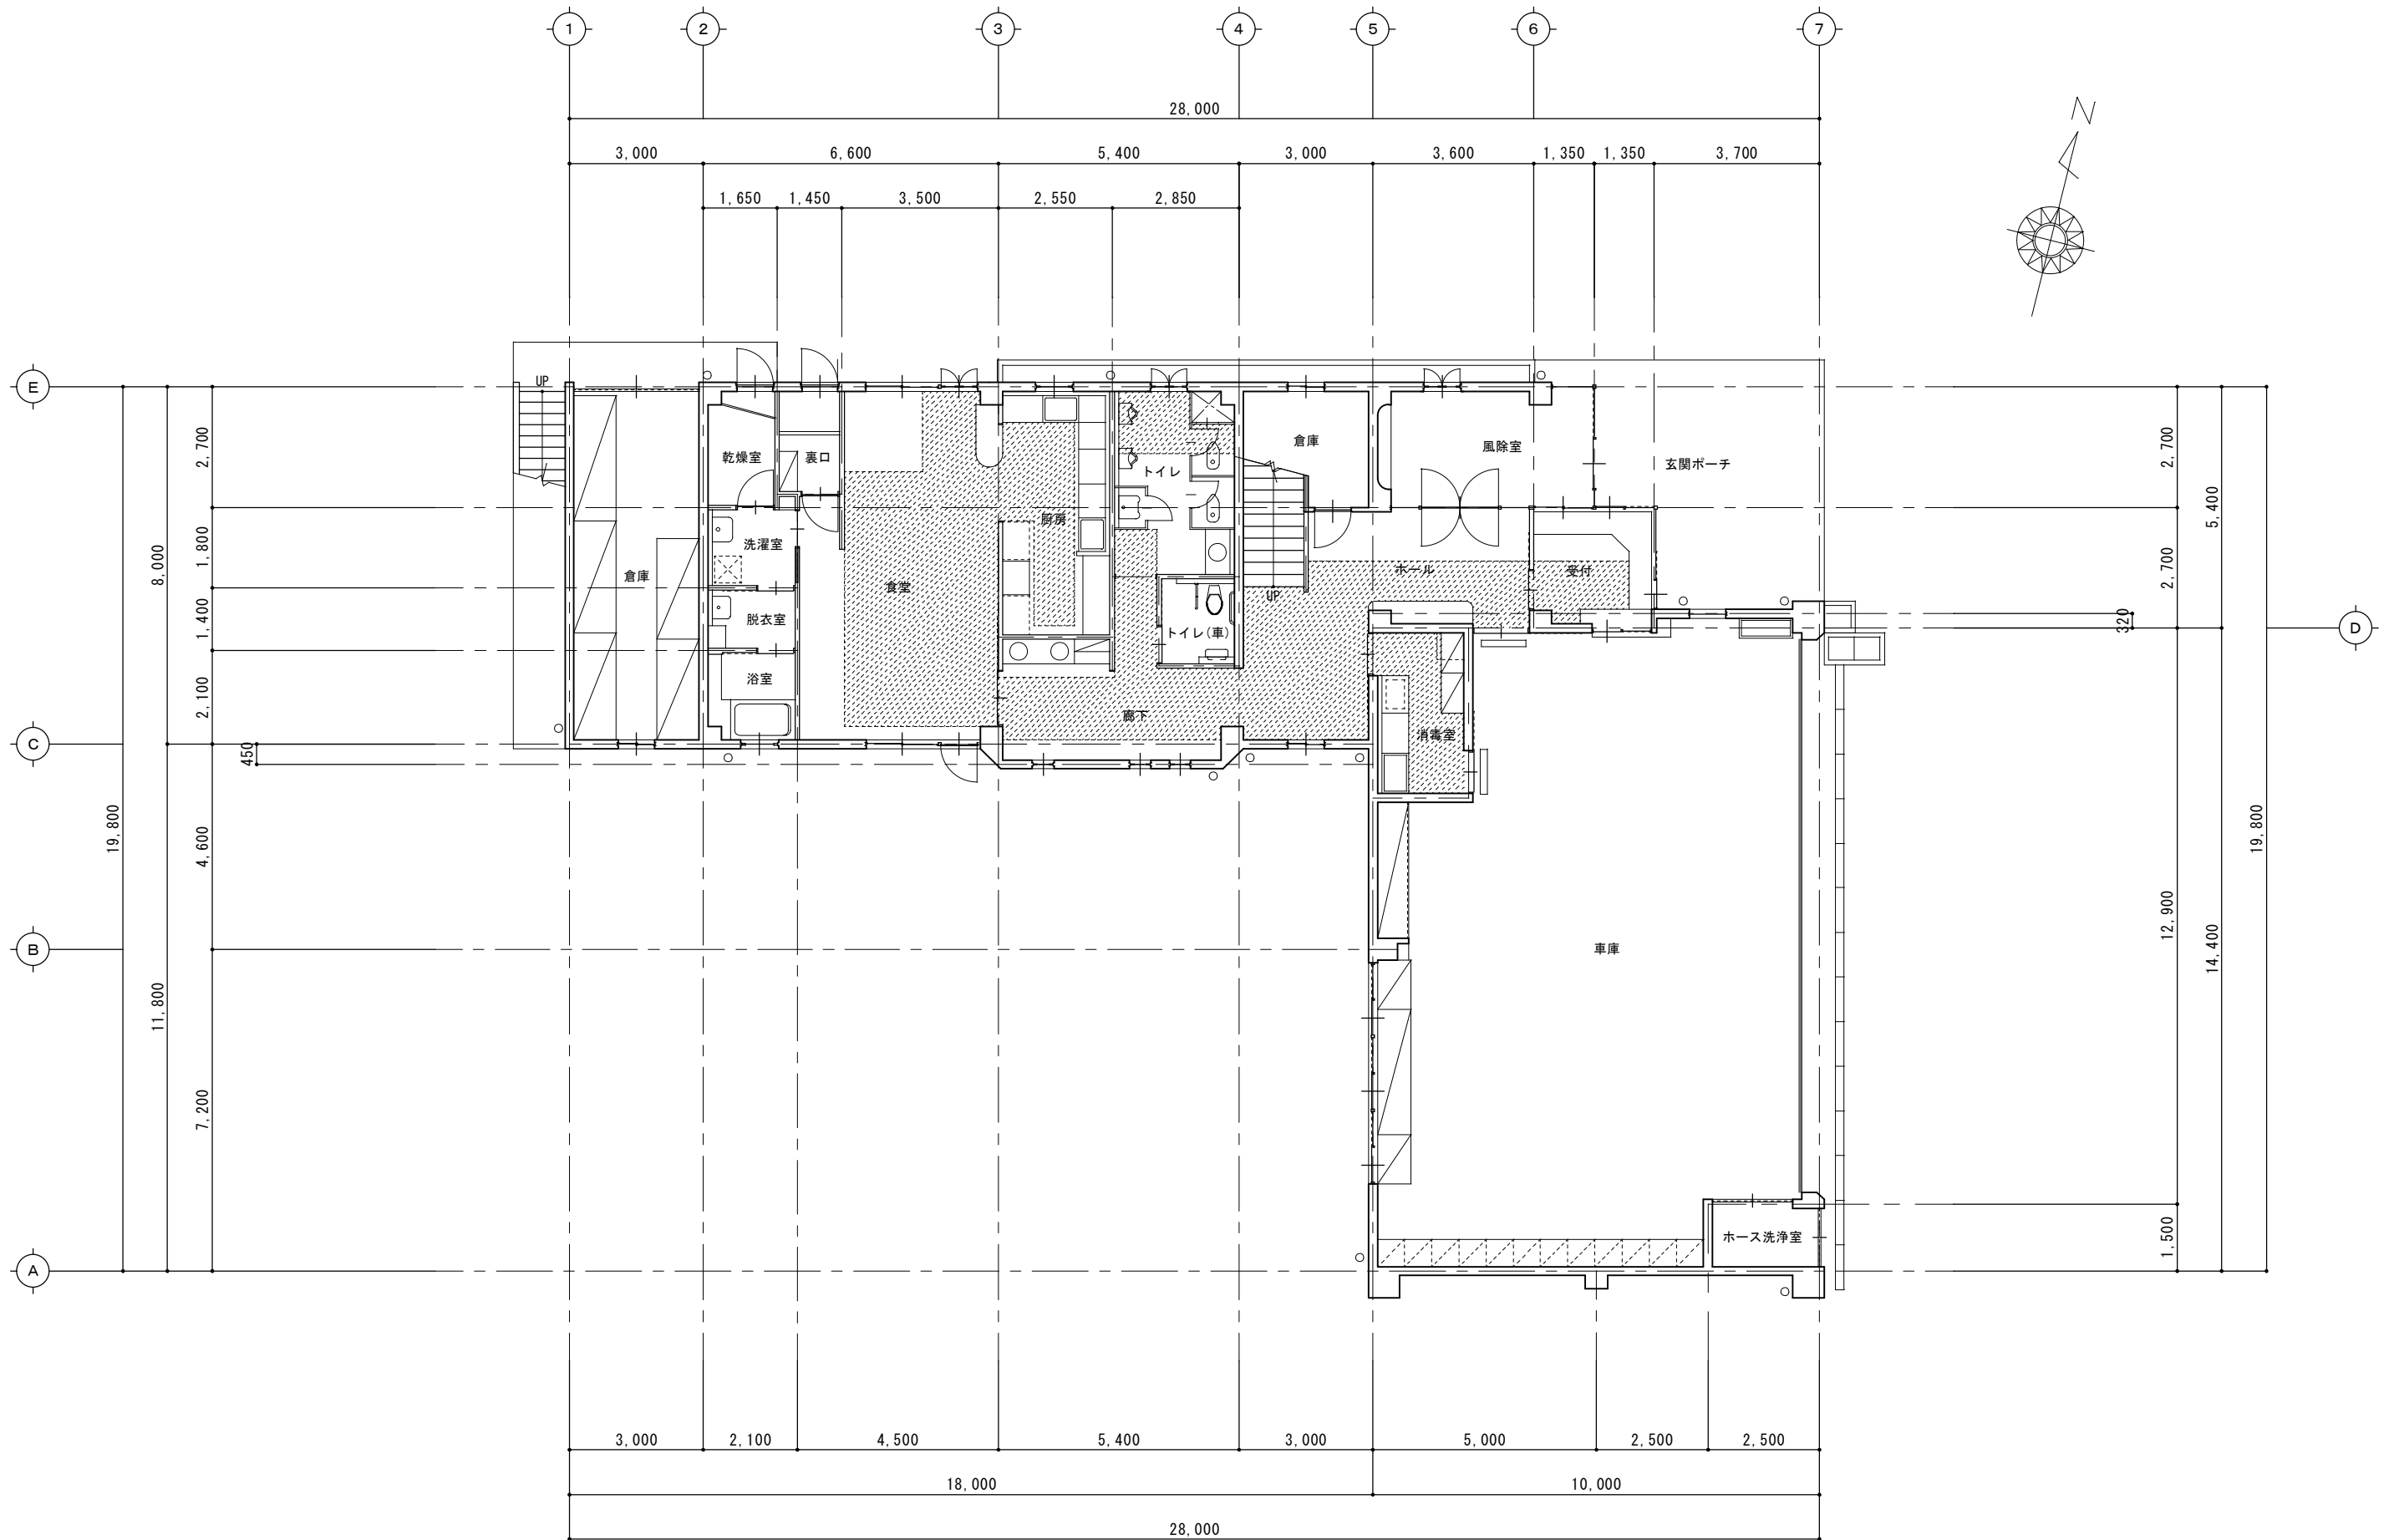 1 2 3 4 5 6 7
28,000
3,000 6,600 5,400 3,000 3,600 1,350 1,350 3,700
1,650 1,450 3,500 2,550 2,850
N
E
UP
2,700
乾燥室
裏口
トイレ
倉庫
風除室
玄関ポーチ
2,700
5,400
8,000
1,800
洗濯室
厨房
倉庫
食堂
ホール
受付
2,700
UP
1,400
脱衣室
トイレ(車)
320
D
浴室
2,100
廊下
消毒室
C
450
19,800
4,600
19,800
12,900
B
車庫
14,400
11,800
7,200
ホース洗浄室
1,500
A
3,000 2,100 4,500 5,400 3,000 5,000 2,500 2,500
18,000 10,000
28,000